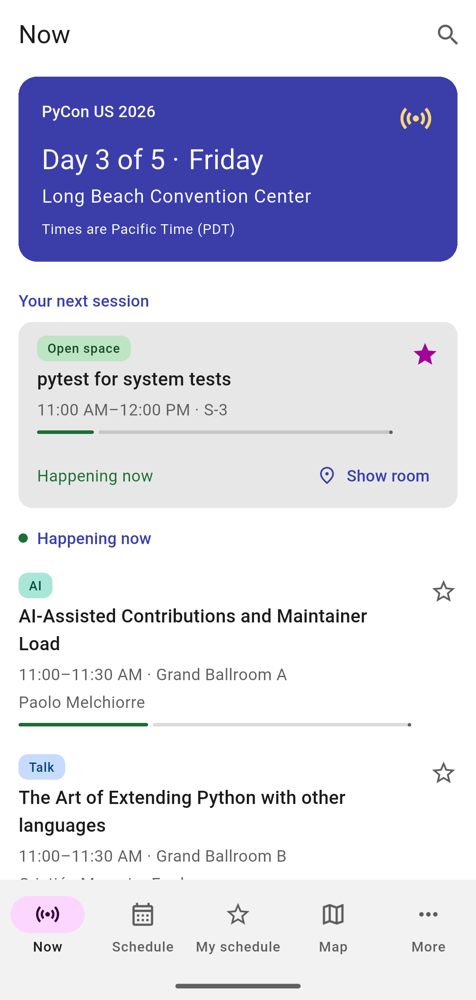 Now
PyCon US 2026
Day 3 of 5 · Friday
Long Beach Convention Center
Times are Pacific Time (PDT)
Your next session
Open space
pytest for system tests
11:00 AM–12:00 PM · S-3
Happening now
Show room
Happening now
AI
AI-Assisted Contributions and Maintainer
Load
11:00–11:30 AM · Grand Ballroom A
Paolo Melchiorre
Talk
The Art of Extending Python with other
languages
11:00–11:30 AM · Grand Ballroom B
Now
Schedule
My schedule
Map
More